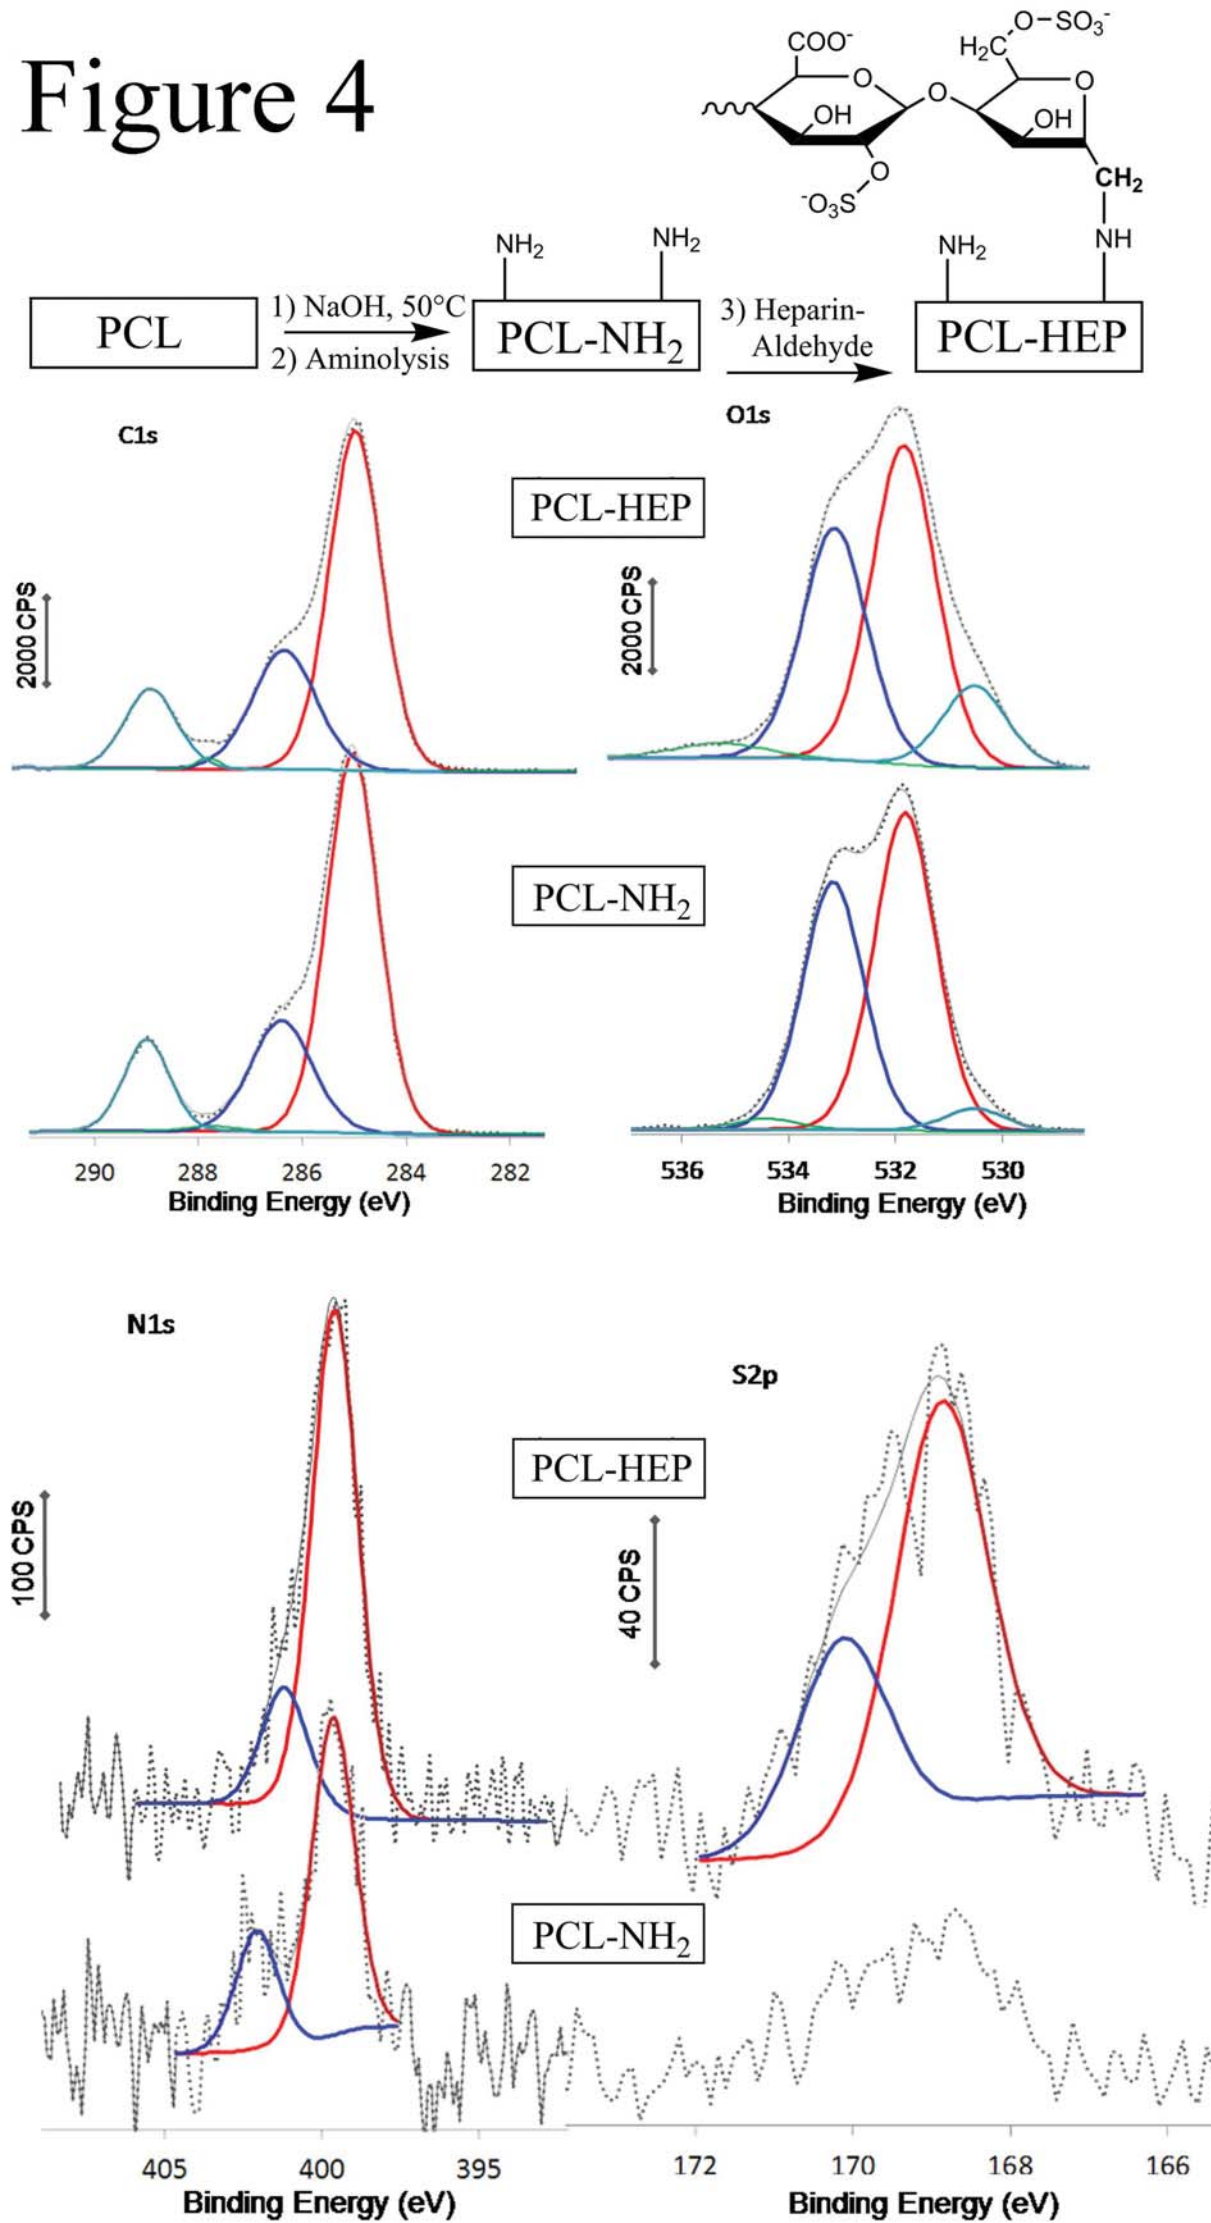 Figure 4
COO⁻
O
OH
O
⁻O₃S
O
H₂C
O–SO₃⁻
O
OH
CH₂
NH
NH₂
NH₂
NH₂
PCL
1) NaOH, 50°C
2) Aminolysis
PCL-NH₂
3) Heparin-
Aldehyde
PCL-HEP
C1s
O1s
PCL-HEP
2000 CPS
2000 CPS
PCL-NH₂
290 288 286 284 282
Binding Energy (eV)
536 534 532 530
Binding Energy (eV)
N1s
S2p
PCL-HEP
100 CPS
40 CPS
PCL-NH₂
405 400 395
Binding Energy (eV)
172 170 168 166
Binding Energy (eV)